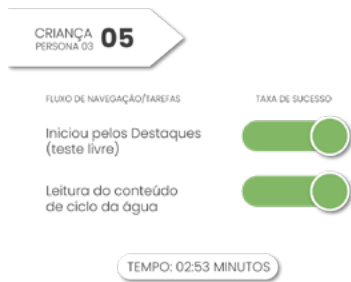 CRIANÇA 05
PERSONA 03
FLUXO DE NAVEGAÇÃO/TAREFAS TAXA DE SUCESSO
Iniciou pelos Destaques
(teste livre)
Leitura do conteúdo
de ciclo da água
TEMPO: 02:53 MINUTOS